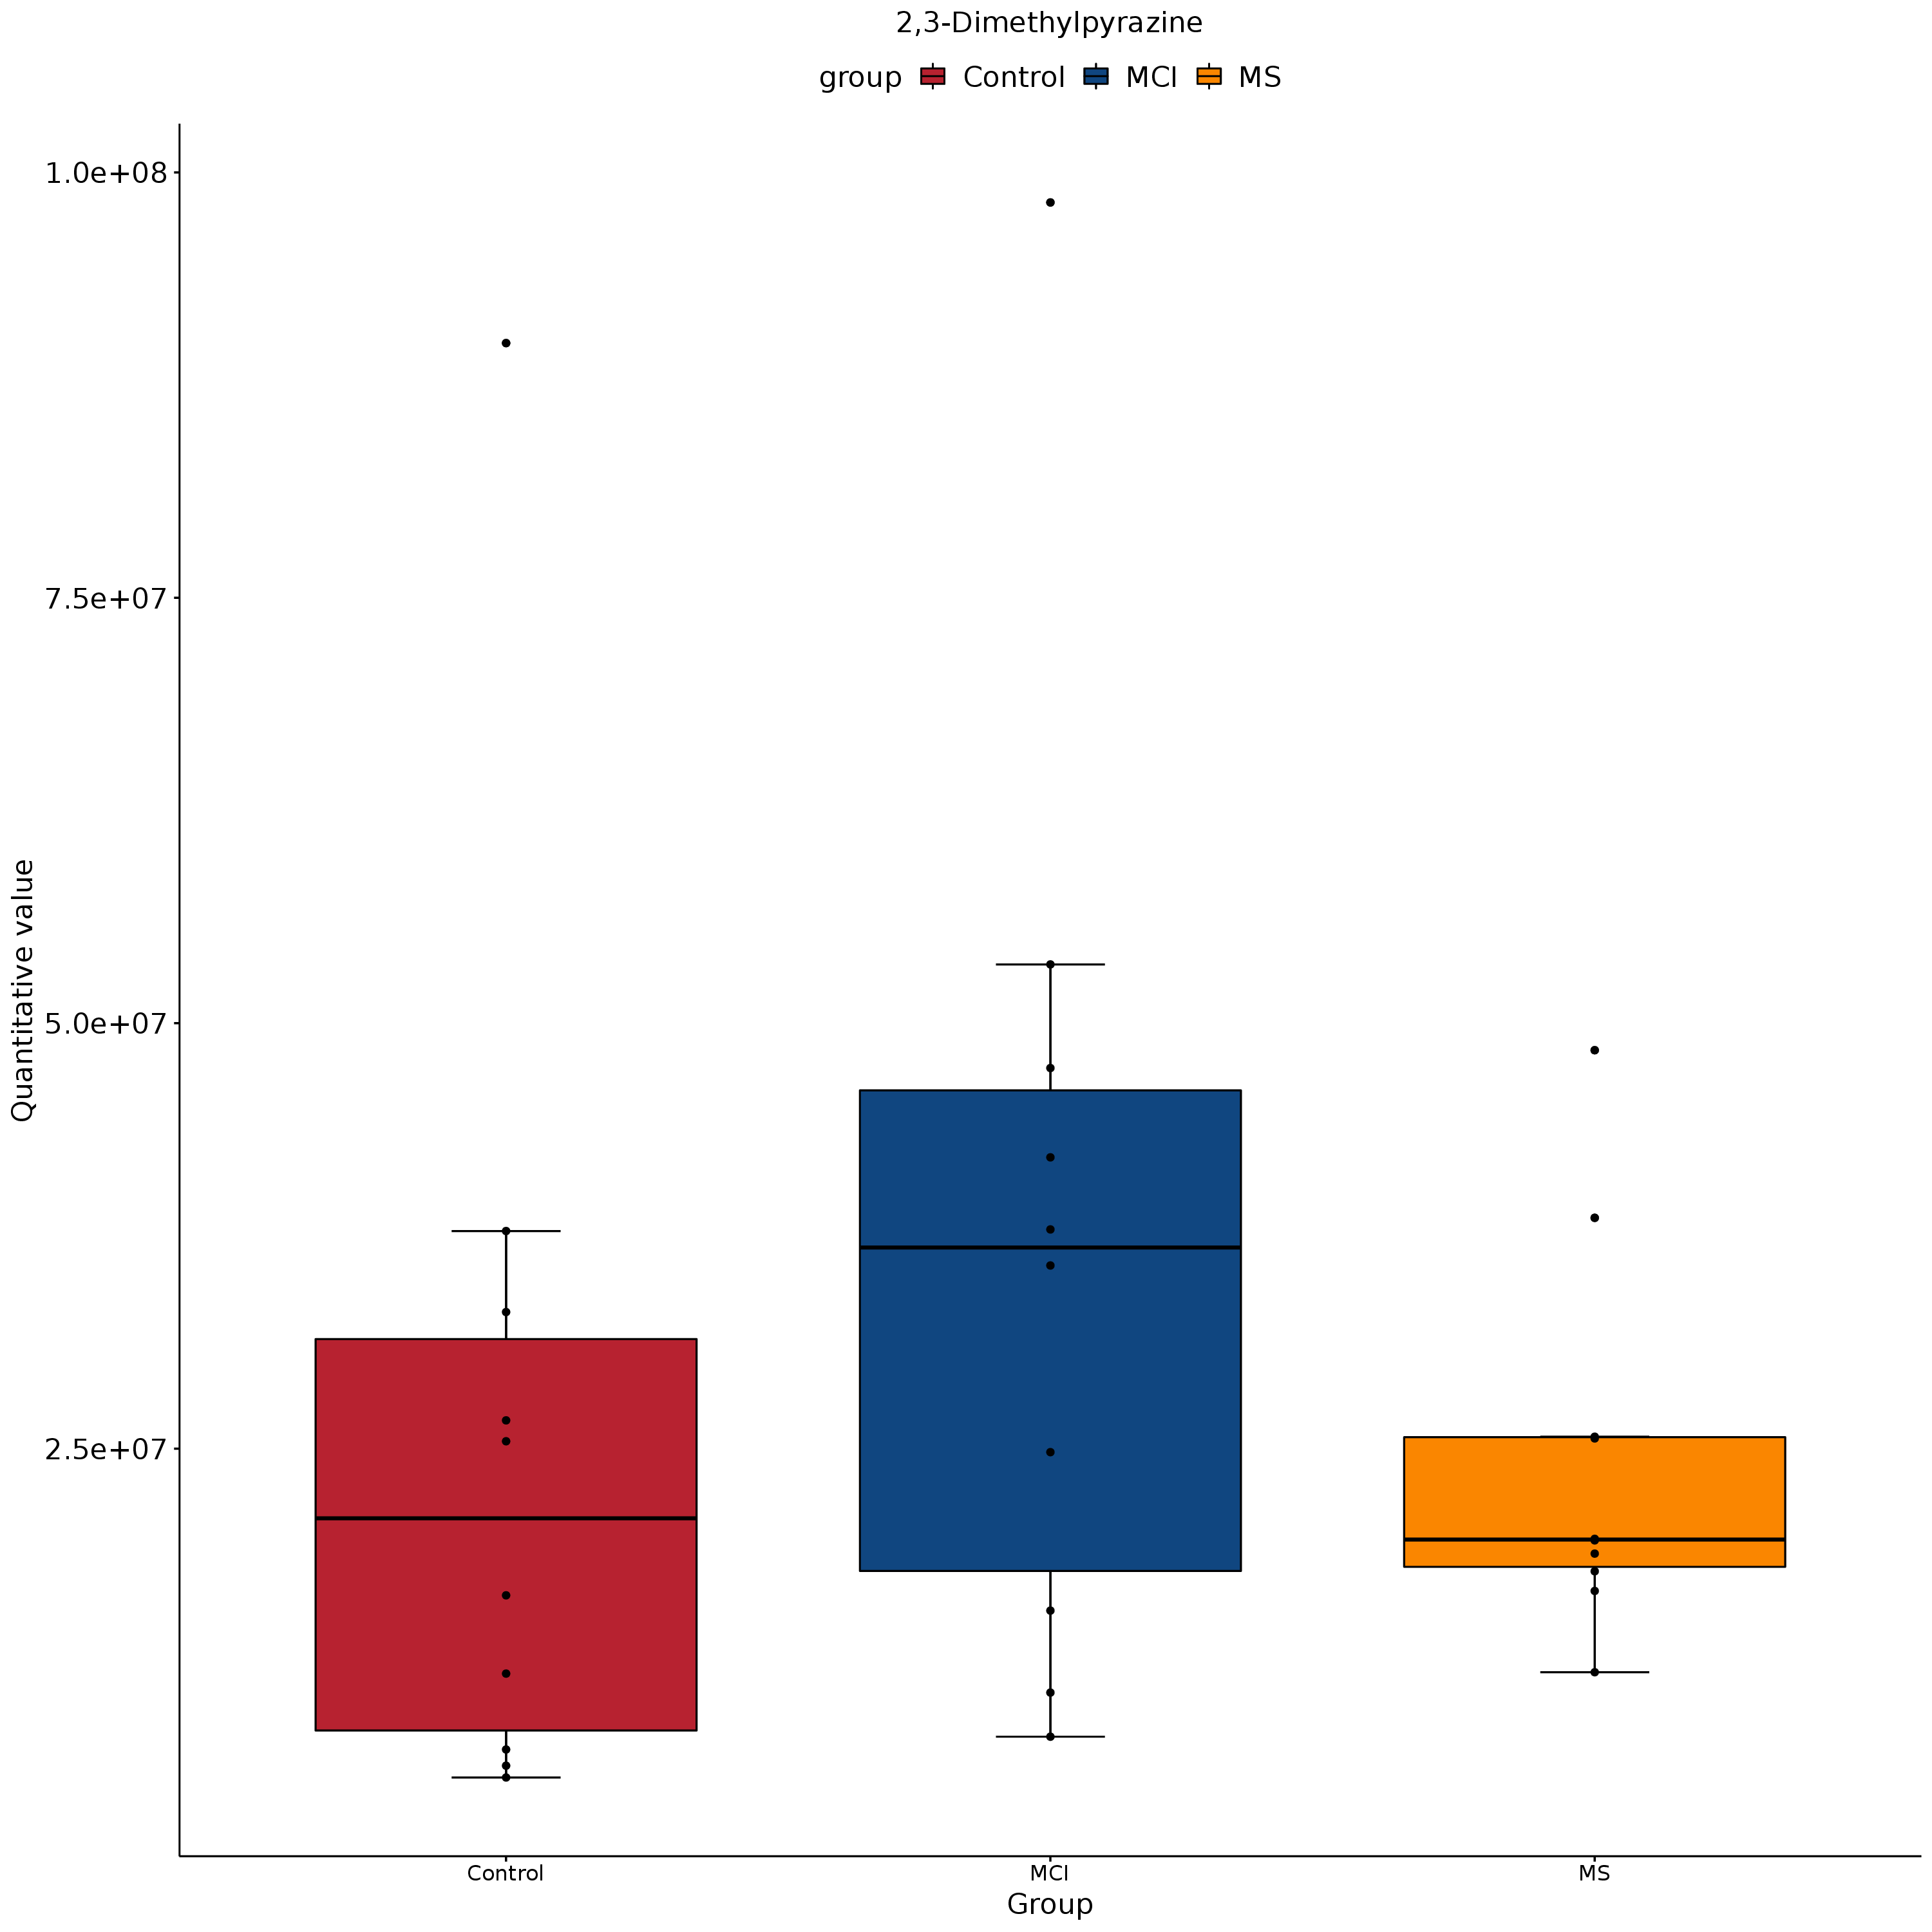 2,3-Dimethylpyrazine
group Control MCI MS
1.0e+08
7.5e+07
5.0e+07
2.5e+07
Quantitative value
Control MCI MS
Group